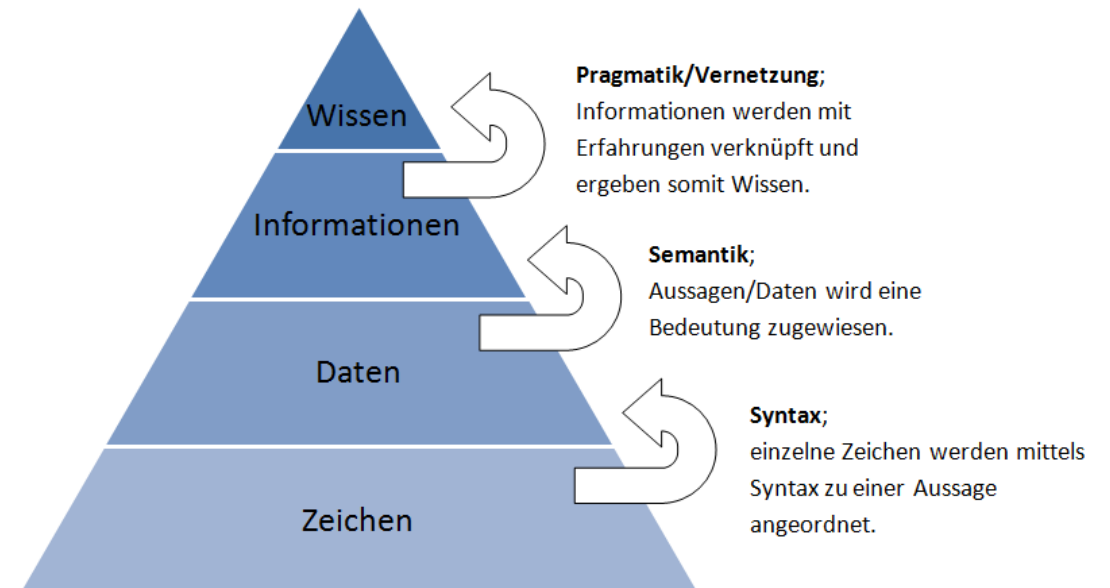 Wissen
Pragmatik/Vernetzung;
Informationen werden mit
Erfahrungen verknüpft und
ergeben somit Wissen.
Informationen
Semantik;
Aussagen/Daten wird eine
Bedeutung zugewiesen.
Daten
Syntax;
einzelne Zeichen werden mittels
Syntax zu einer Aussage
angeordnet.
Zeichen